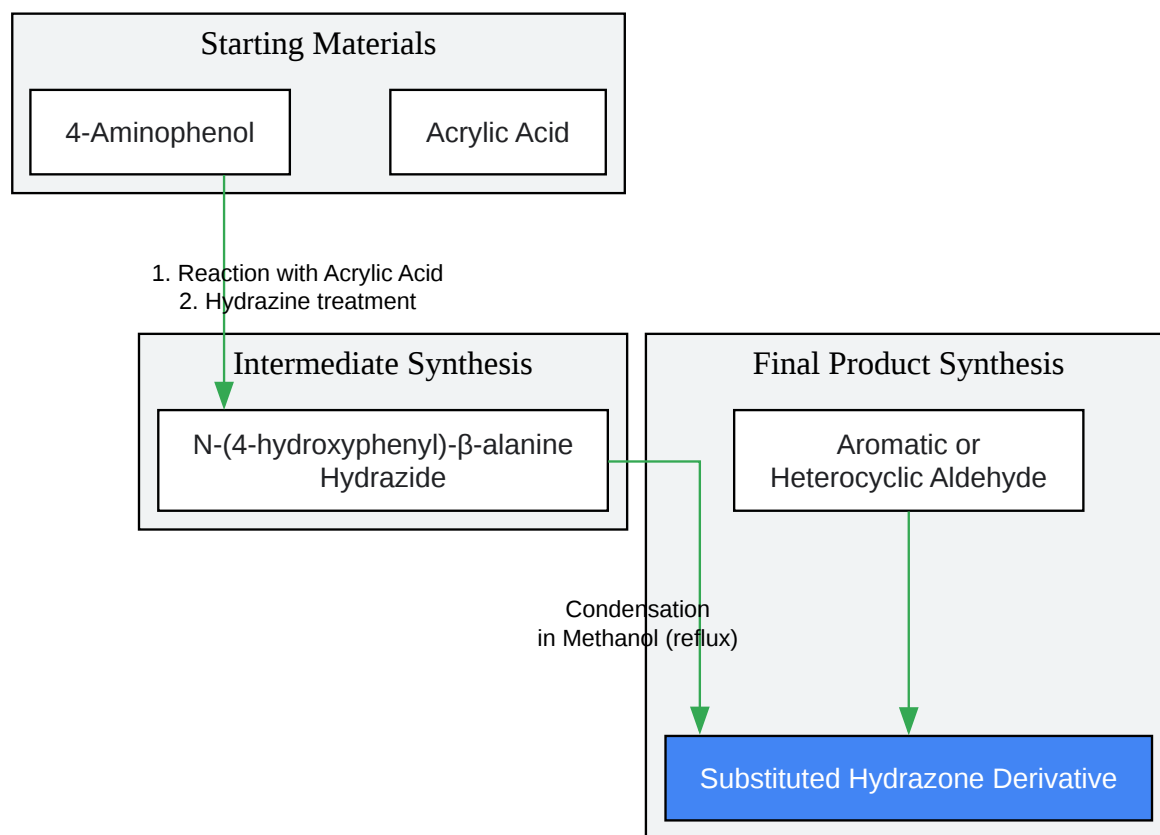 Starting Materials
4-Aminophenol
Acrylic Acid
1. Reaction with Acrylic Acid
2. Hydrazine treatment
Intermediate Synthesis
N-(4-hydroxyphenyl)-β-alanine
Hydrazide
Final Product Synthesis
Aromatic or
Heterocyclic Aldehyde
Condensation
in Methanol (reflux)
Substituted Hydrazone Derivative